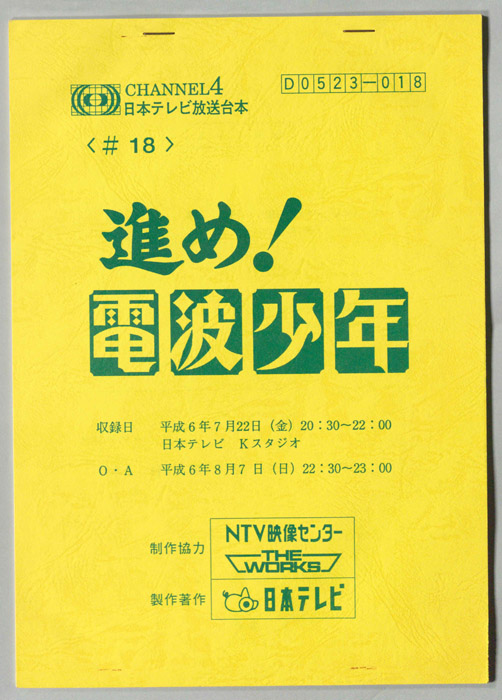 CHANNEL4
日本テレビ放送台本
D0523-018
〈# 18〉
進め!
電波少年
収録日 平成6年7月22日(金)20:30~22:00
日本テレビ Kスタジオ
O・A 平成6年8月7日(日)22:30~23:00
制作協力
NTV映像センター
THE WORKS
製作著作
日本テレビ